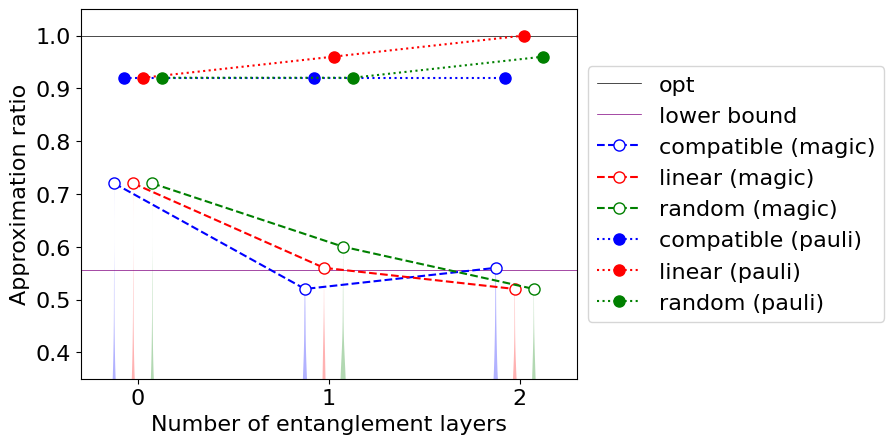 1.0
0.9
0.8
0.7
0.6
0.5
0.4
Approximation ratio
0 1 2
Number of entanglement layers
opt
lower bound
compatible (magic)
linear (magic)
random (magic)
compatible (pauli)
linear (pauli)
random (pauli)